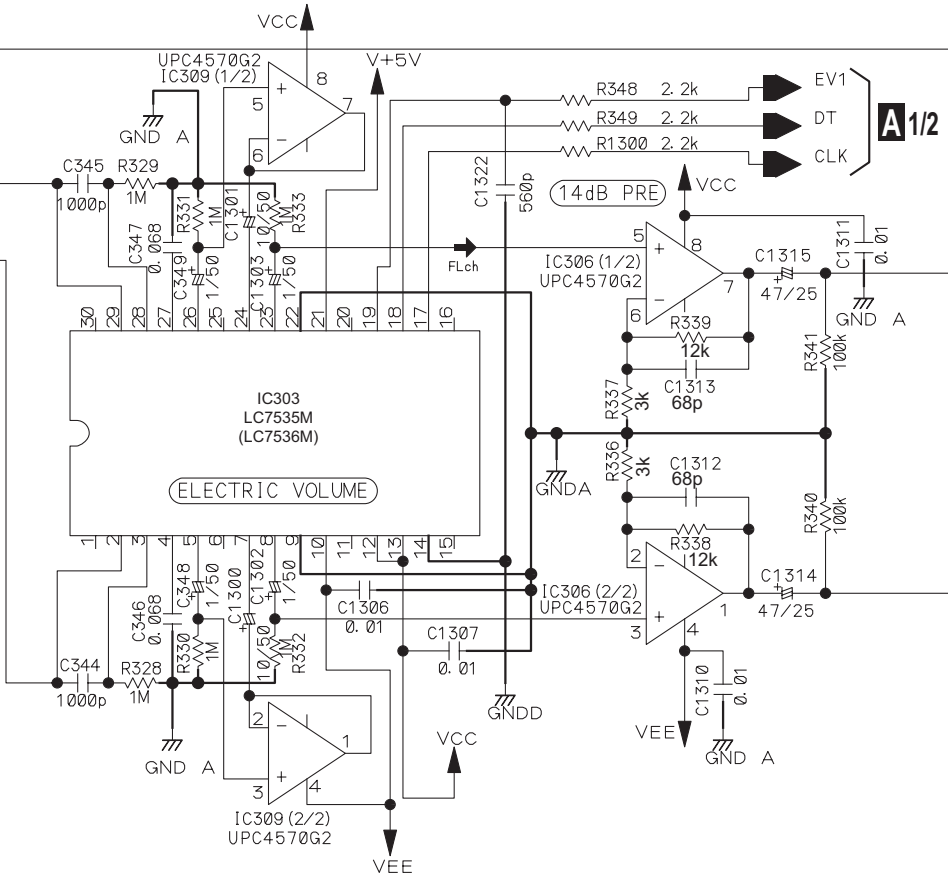 VCC
UPC4570G2
IC309 (1/2)
V+5V
8
5
7
6
GND A
R348 2.2k
EV1
R349 2.2k
DT
R1300 2.2k
CLK
A 1/2
C345
1000p
R329
1M
C347
0.068
R331
1M
C1301
10/50
R333
1M
C349
1/50
C1303
1/50
C1322
560p
14dB PRE
VCC
FLch
5
IC306 (1/2)
UPC4570G2
8
6
7
C1315
47/25
C1311
0.01
GND A
R339
12k
C1313
68p
R341
100k
R337
3k
30 29 28 27 26 25 24 23 22 21 20 19 18 17 16
IC303
LC7535M
(LC7536M)
ELECTRIC VOLUME
1 2 3 4 5 6 7 8 9 10 11 12 13 14 15
GNDA
R336
3k
C1312
68p
R340
100k
R338
12k
2
IC306 (2/2)
UPC4570G2
3
1
4
C1314
47/25
C348
1/50
C1300
10/50
C1302
1/50
C346
0.068
R330
1M
R332
1M
C1306
0.01
C1307
0.01
C344
1000p
R328
1M
GND A
GNDD
C1310
0.01
VEE
GND A
VCC
2
1
3
4
IC309 (2/2)
UPC4570G2
VEE